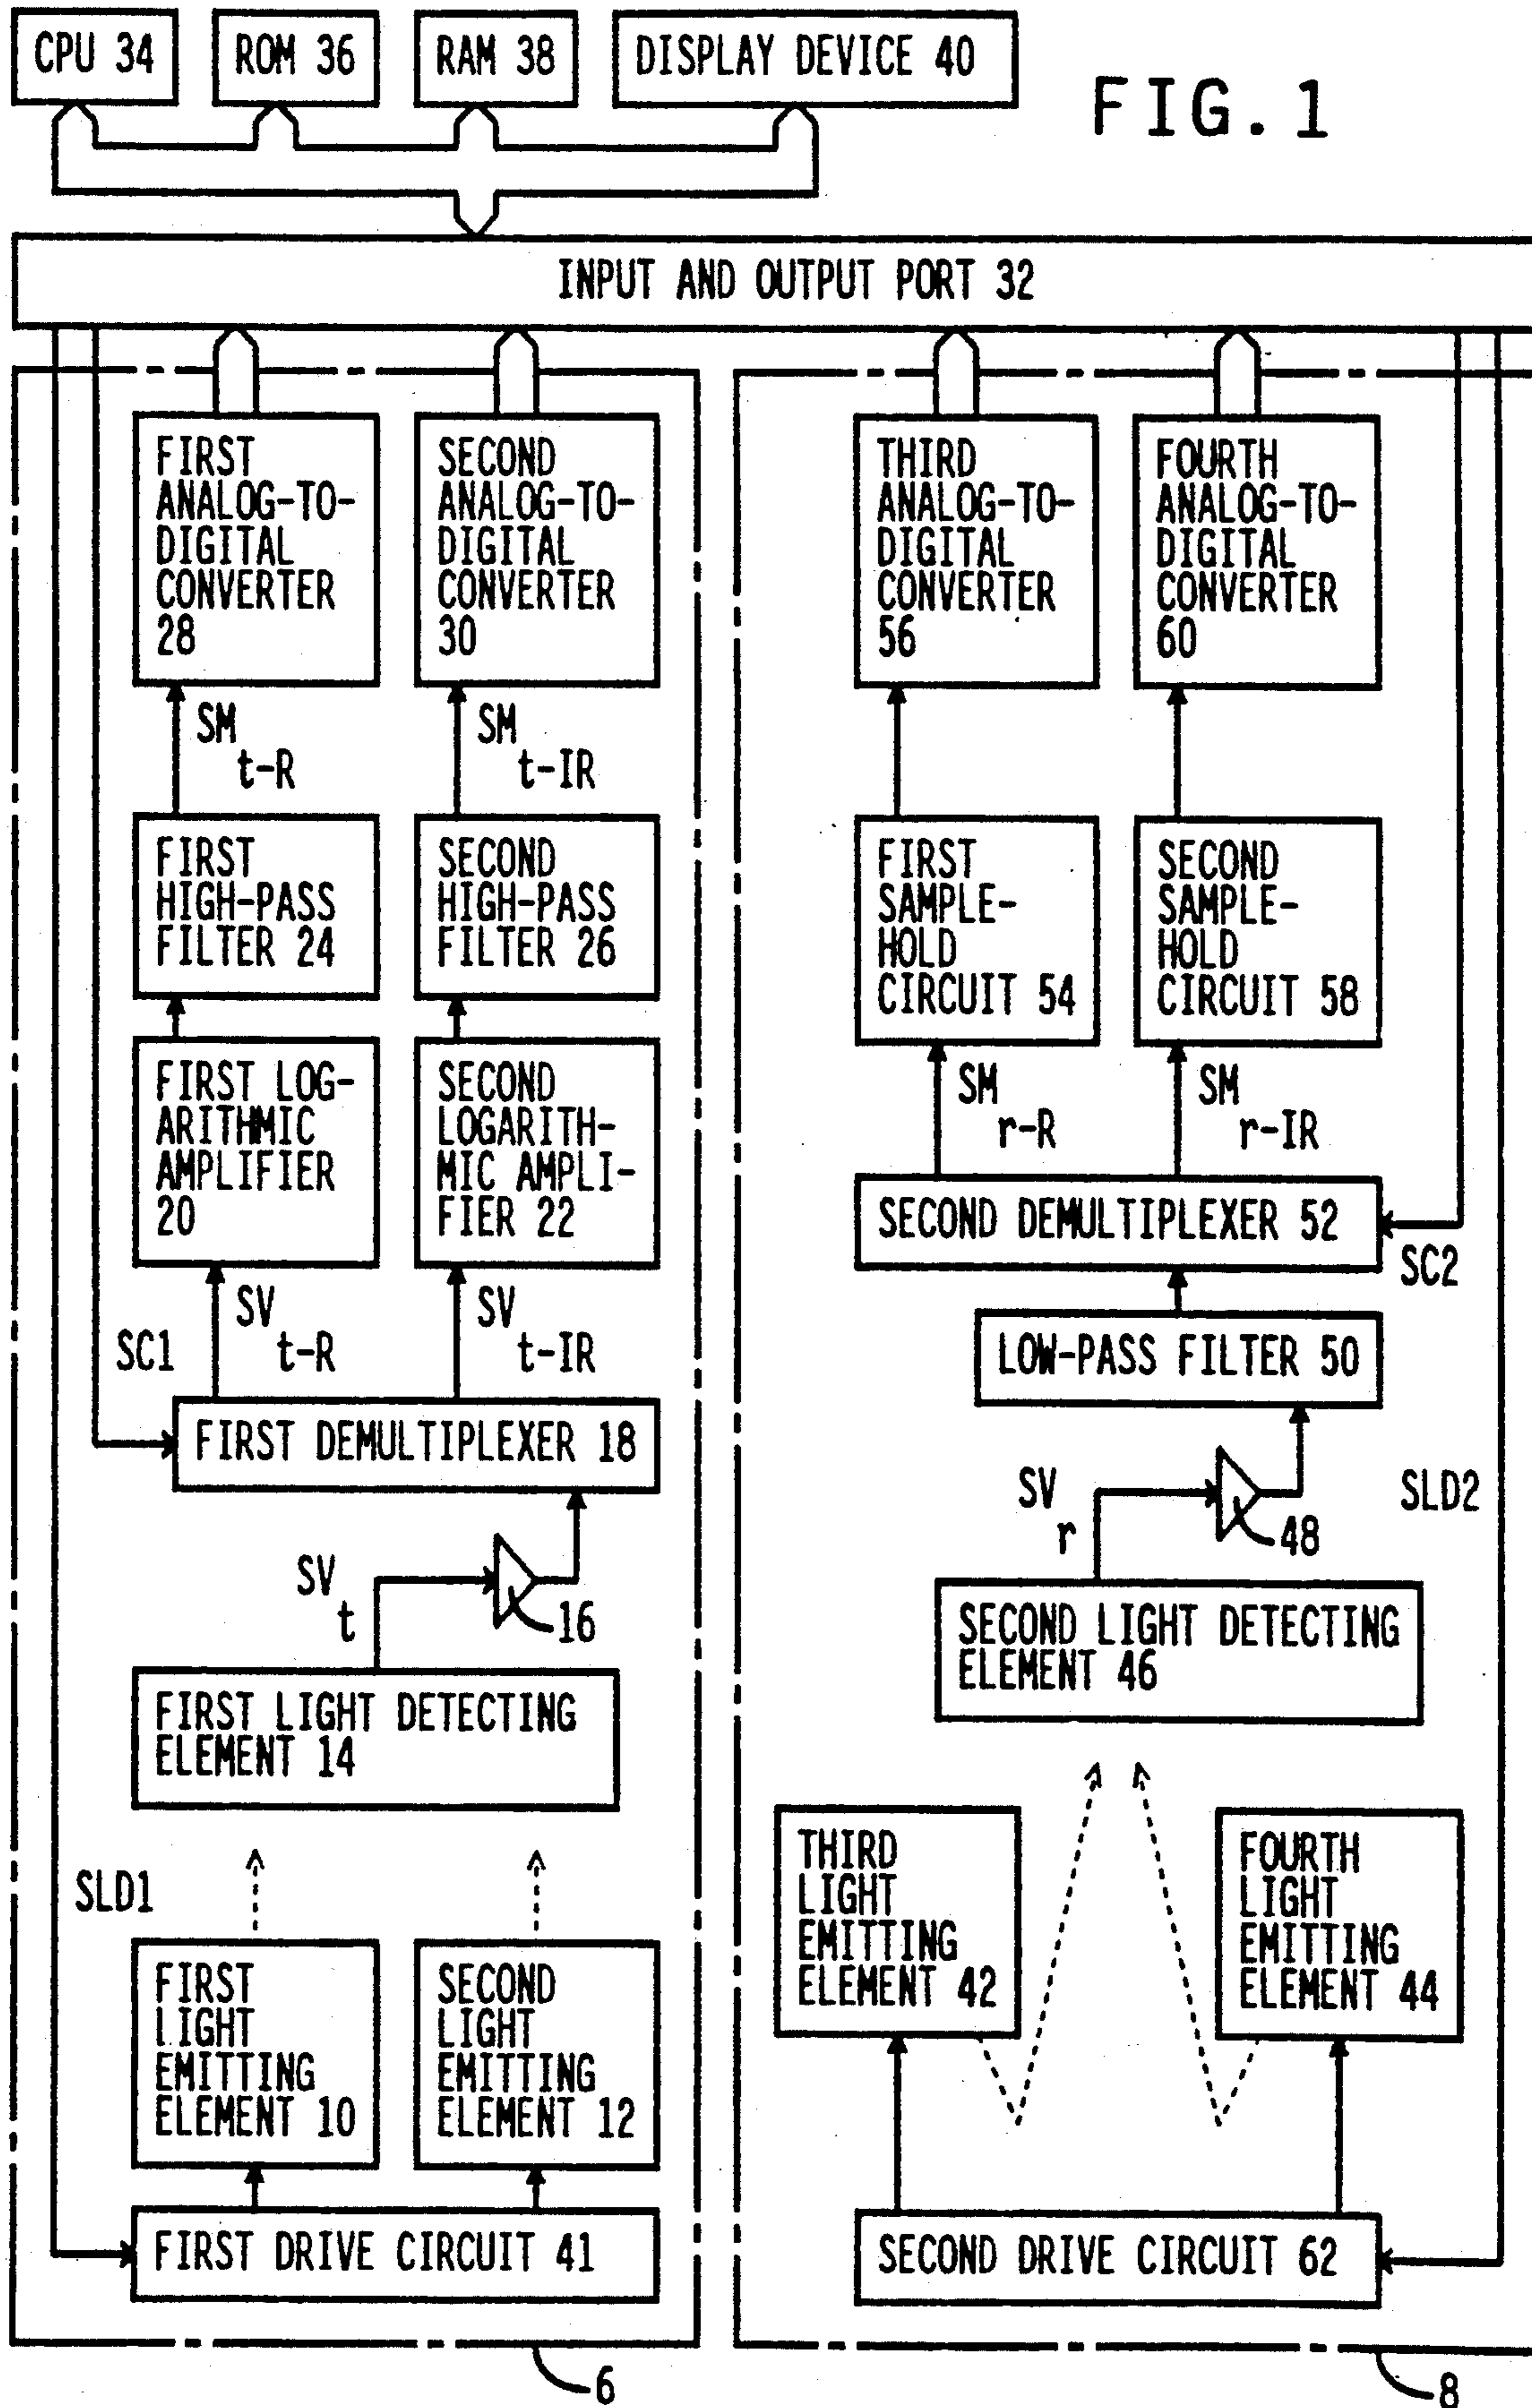 CPU 34
ROM 36
RAM 38
DISPLAY DEVICE 40
FIG. 1
INPUT AND OUTPUT PORT 32
FIRST
ANALOG-TO-
DIGITAL
CONVERTER
28
SECOND
ANALOG-TO-
DIGITAL
CONVERTER
30
THIRD
ANALOG-TO-
DIGITAL
CONVERTER
56
FOURTH
ANALOG-TO-
DIGITAL
CONVERTER
60
SM
t-R
SM
t-IR
FIRST
HIGH-PASS
FILTER 24
SECOND
HIGH-PASS
FILTER 26
FIRST
SAMPLE-
HOLD
CIRCUIT 54
SECOND
SAMPLE-
HOLD
CIRCUIT 58
FIRST LOG-
ARITHMIC
AMPLIFIER
20
SECOND
LOGARITH-
MIC AMPLI-
FIER 22
SM
r-R
SM
r-IR
SECOND DEMULTIPLEXER 52
SC2
SC1
SV
t-R
SV
t-IR
LOW-PASS FILTER 50
FIRST DEMULTIPLEXER 18
SV
r
48
SLD2
SV
t
16
SECOND LIGHT DETECTING
ELEMENT 46
FIRST LIGHT DETECTING
ELEMENT 14
SLD1
THIRD
LIGHT
EMITTING
ELEMENT 42
FOURTH
LIGHT
EMITTING
ELEMENT 44
FIRST
LIGHT
EMITTING
ELEMENT 10
SECOND
LIGHT
EMITTING
ELEMENT 12
FIRST DRIVE CIRCUIT 41
SECOND DRIVE CIRCUIT 62
6
8